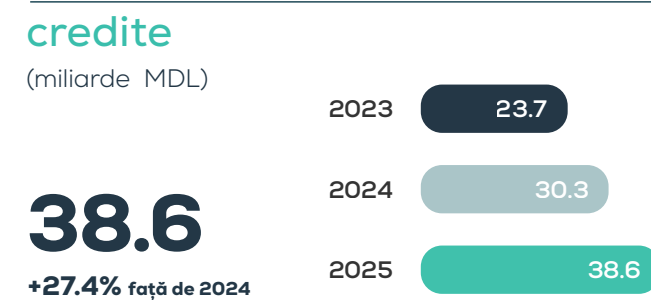 credite
(miliarde MDL)
38.6
+27.4% față de 2024
2023 23.7
2024 30.3
2025 38.6